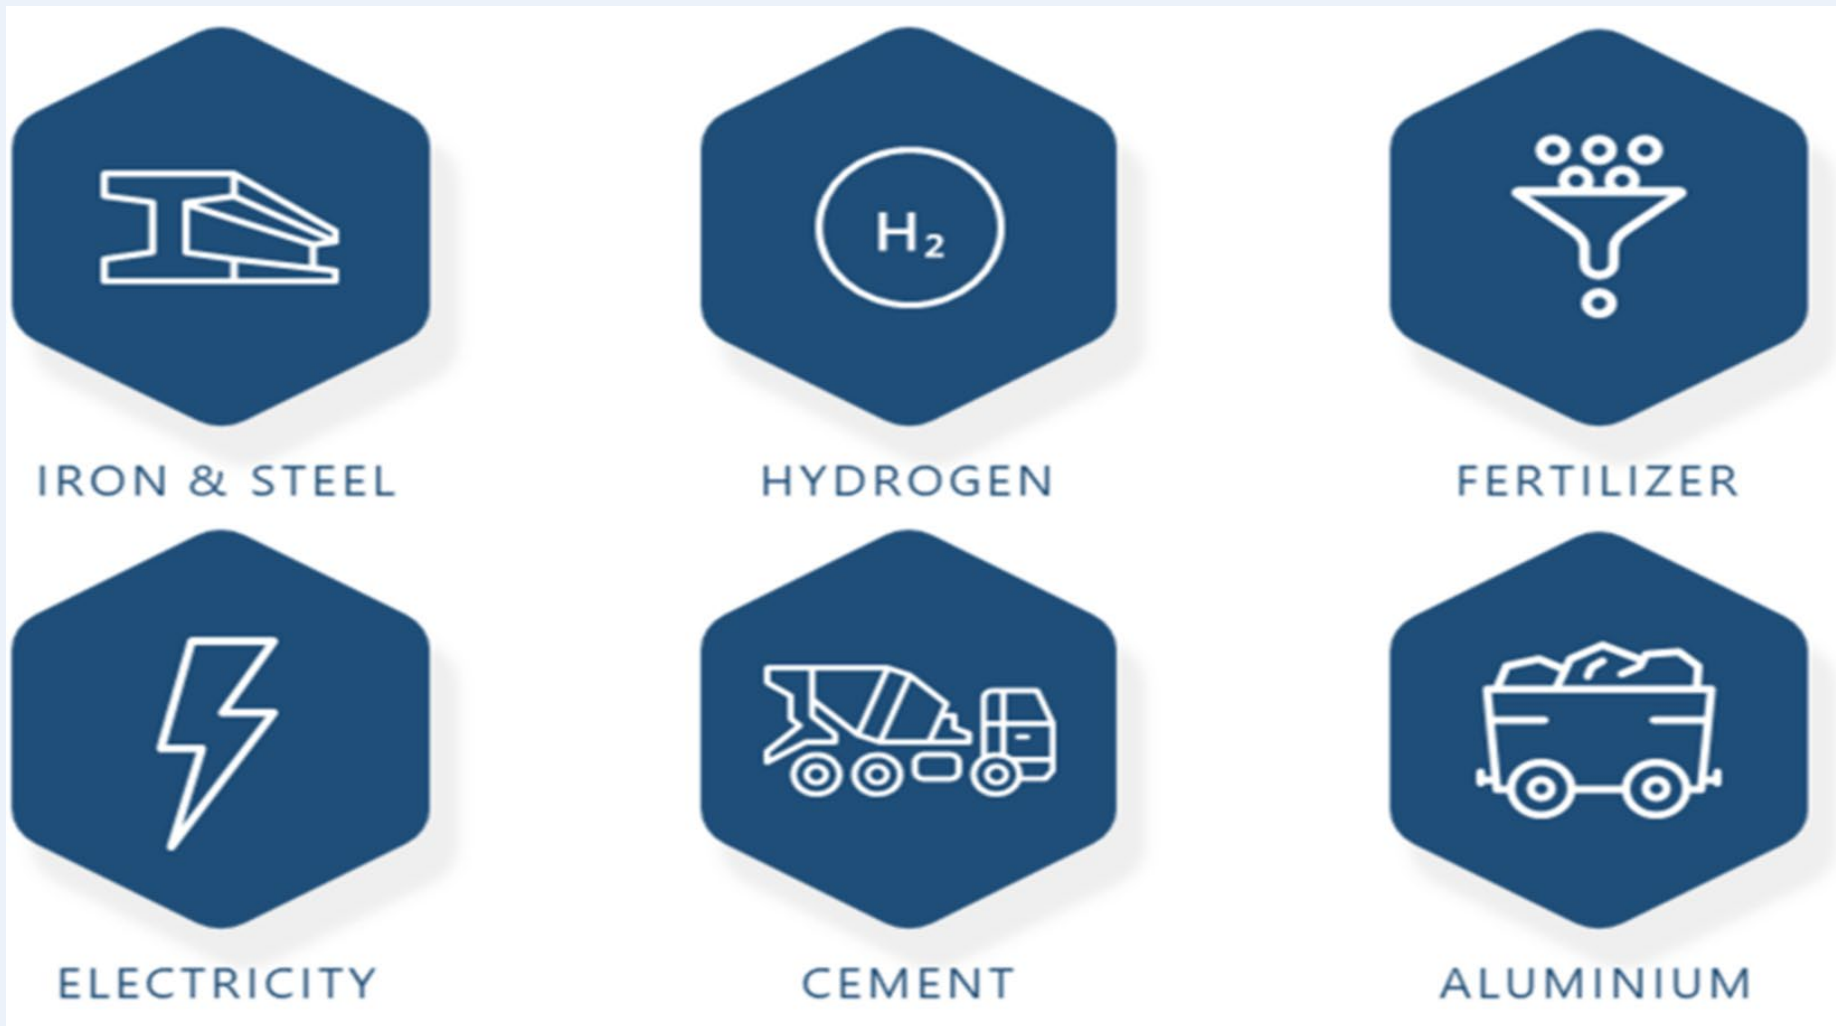 H2
IRON & STEEL
HYDROGEN
FERTILIZER
ELECTRICITY
CEMENT
ALUMINIUM